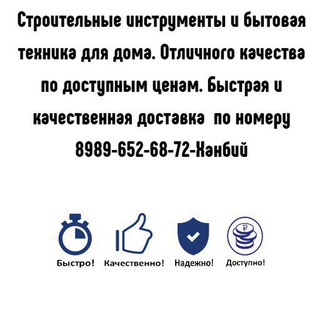 Строительные инструменты и бытовая
техника для дома. Отличного качества
по доступным ценам. Быстрая и
качественная доставка по номеру
8989-652-68-72-Ханбий
Быстро! Качественно! Надежно! Доступно!